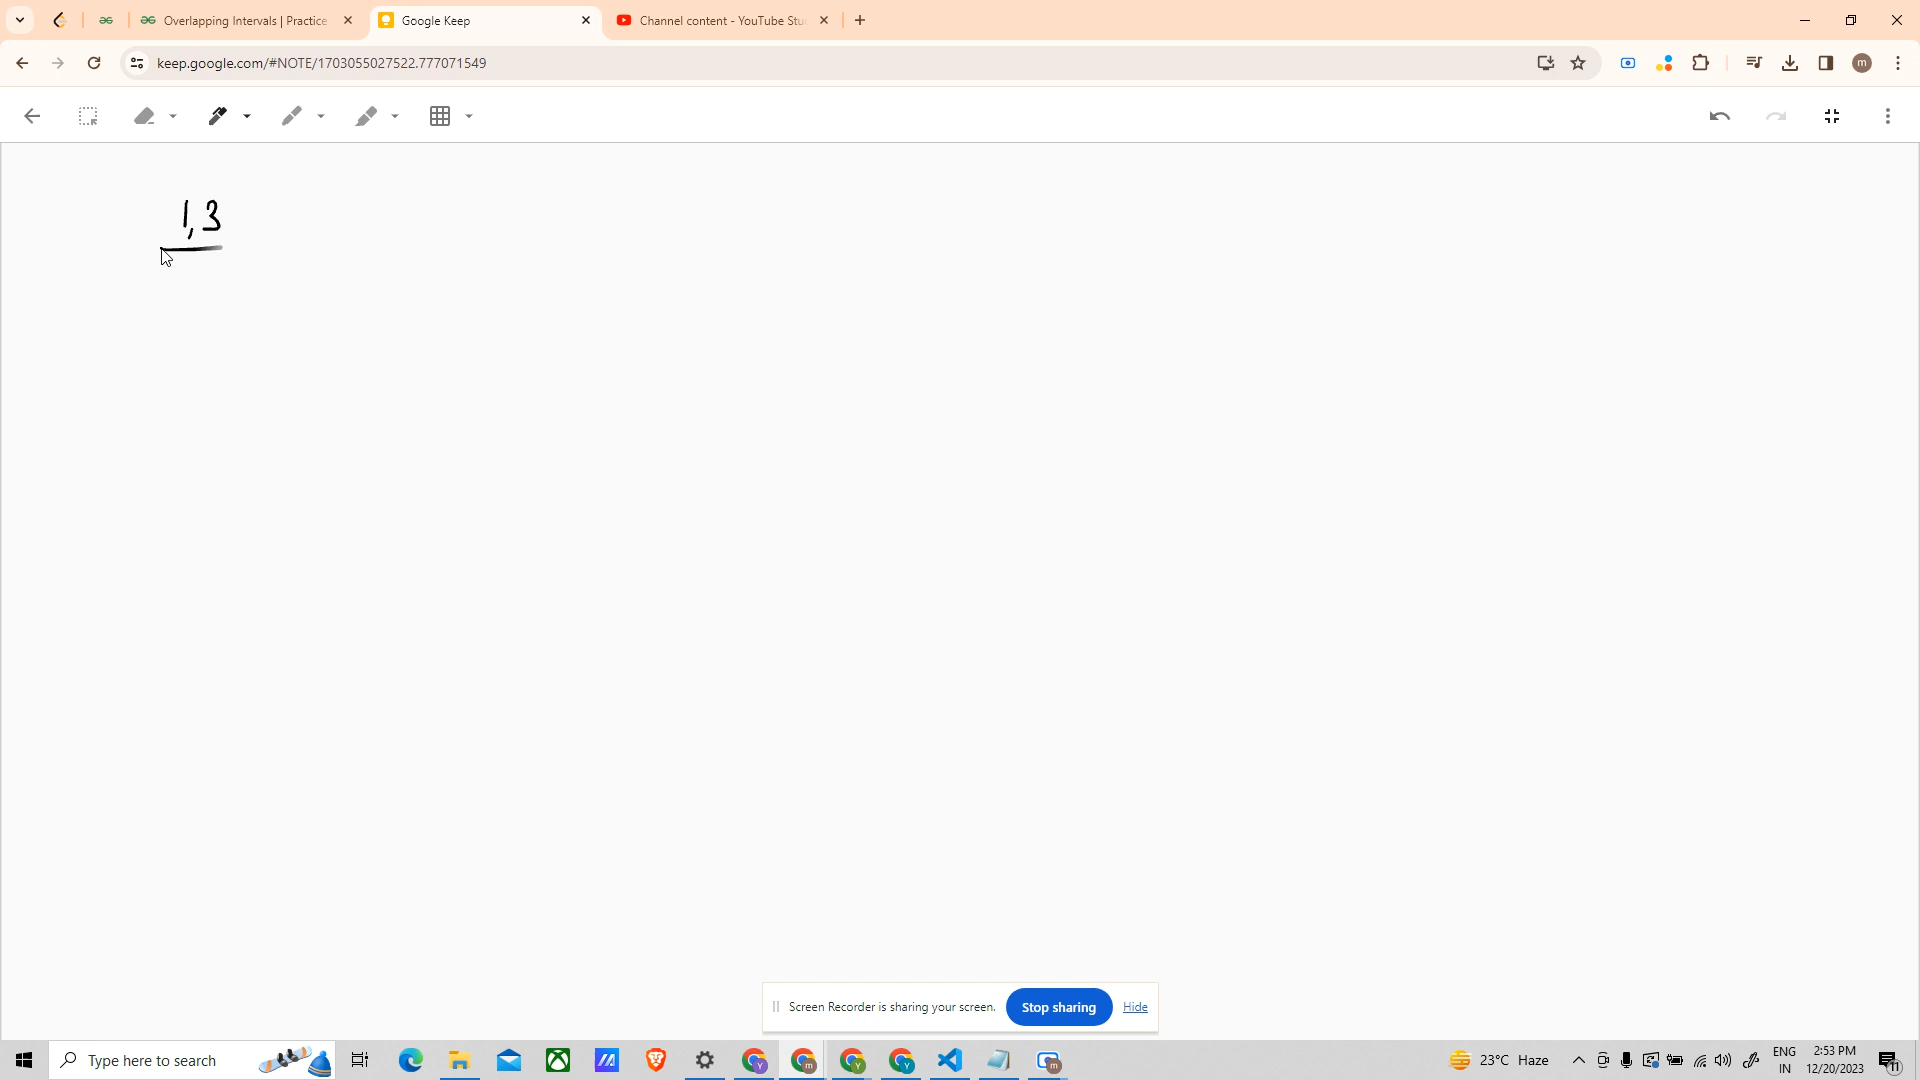 Overlapping Intervals | Practice
Google Keep
Channel content - YouTube Stu
keep.google.com/#NOTE/1703055027522.777071549
m
1,3
Screen Recorder is sharing your screen.
Stop sharing
Hide
Type here to search
23°C Haze
ENG
IN
2:53 PM
12/20/2023